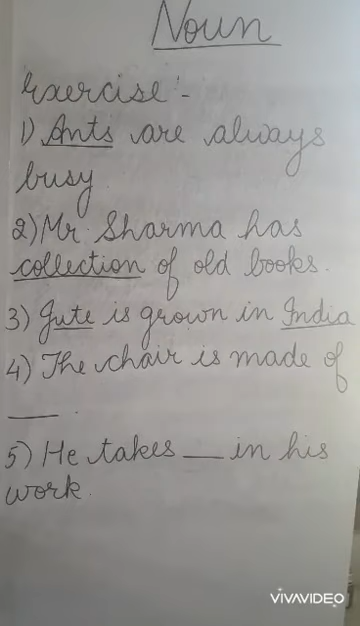 Noun
Exercise :-
1) Ants are always
busy.
2) Mr. Sharma has
collection of old books.
3) Jute is grown in India
4) The chair is made of
___ .
5) He takes ___ in his
work.
VIVAVIDEO